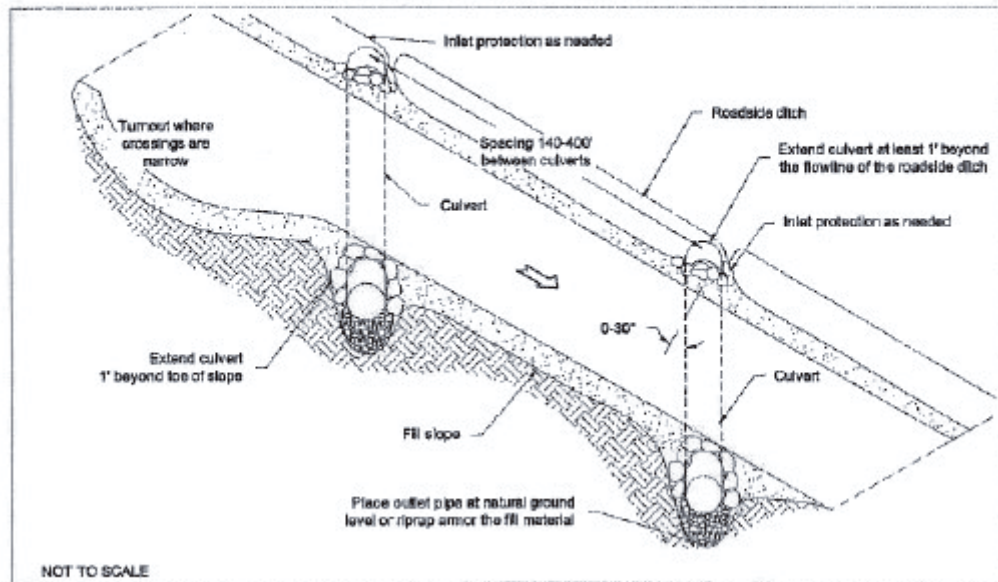 Inlet protection as needed
Roadside ditch
Turnout where
crossings are
narrow
Spacing 140-400'
between culverts
Extend culvert at least 1' beyond
the flowline of the roadside ditch
Culvert
Inlet protection as needed
0-30°
Extend culvert
1' beyond toe of slope
Culvert
Fill slope
Place outlet pipe at natural ground
level or riprap armor the fill material
NOT TO SCALE